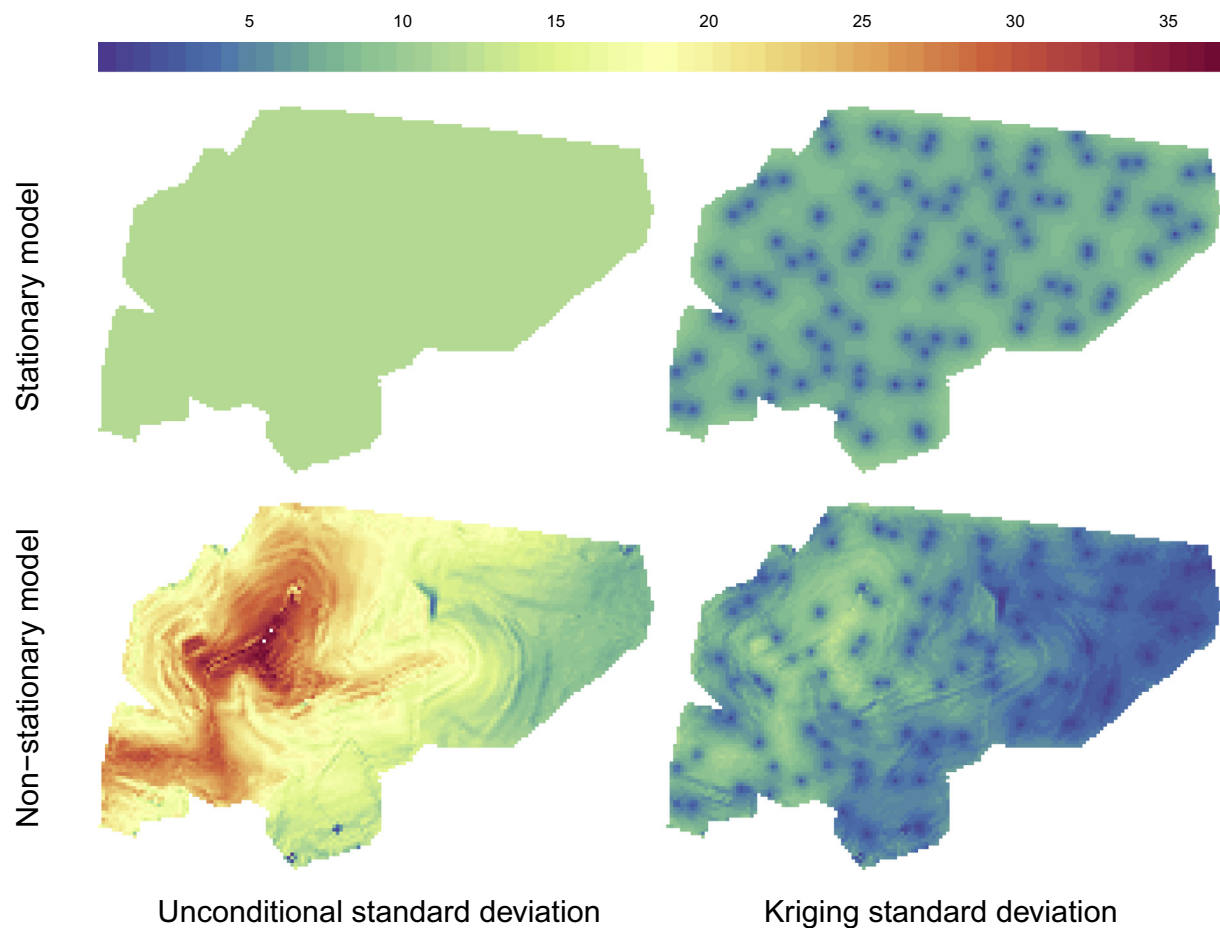 5 10 15 20 25 30 35
Stationary model
Non−stationary model
Unconditional standard deviation
Kriging standard deviation